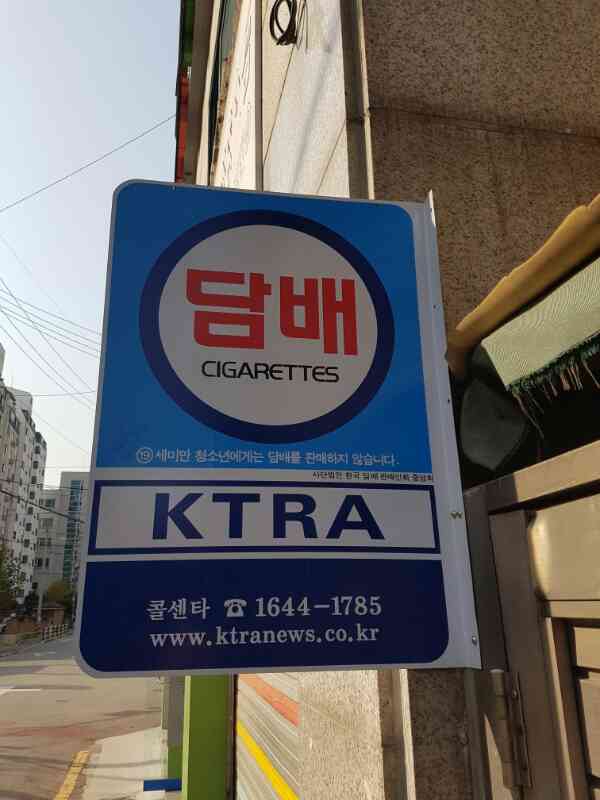 담배
CIGARETTES
⑲ 세미만 청소년에게는 담배를 판매하지 않습니다.
사단법인 한국 담배 판매인회 중앙회
KTRA
콜센타 ☎ 1644-1785
www.ktranews.co.kr